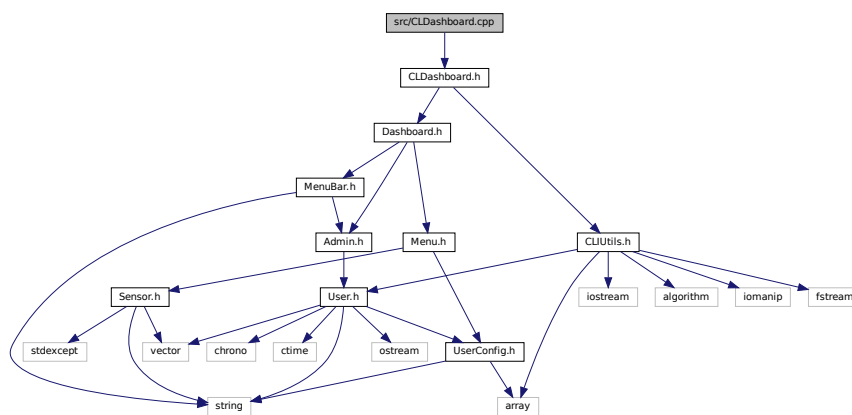 src/CLDashboard.cpp
CLDashboard.h
Dashboard.h
MenuBar.h
Admin.h
Menu.h
CLIUtils.h
Sensor.h
User.h
iostream
algorithm
iomanip
fstream
stdexcept
vector
chrono
ctime
ostream
UserConfig.h
string
array